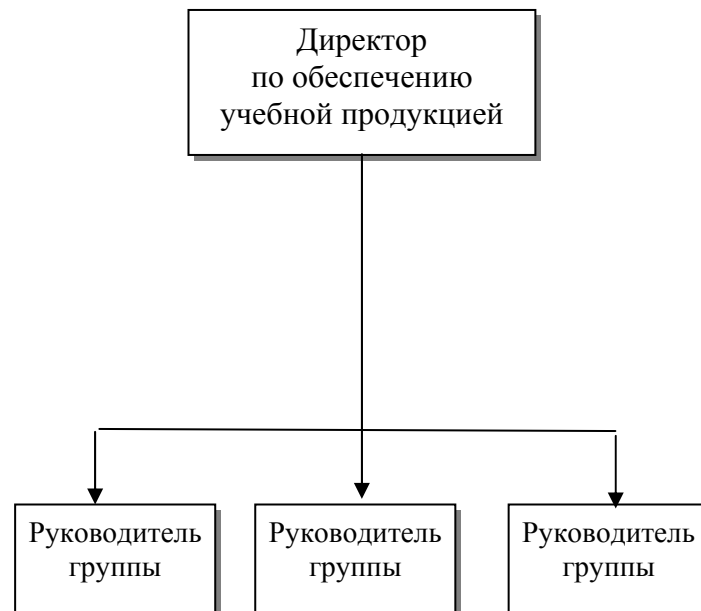 Директор
по обеспечению
учебной продукцией
Руководитель
группы
Руководитель
группы
Руководитель
группы